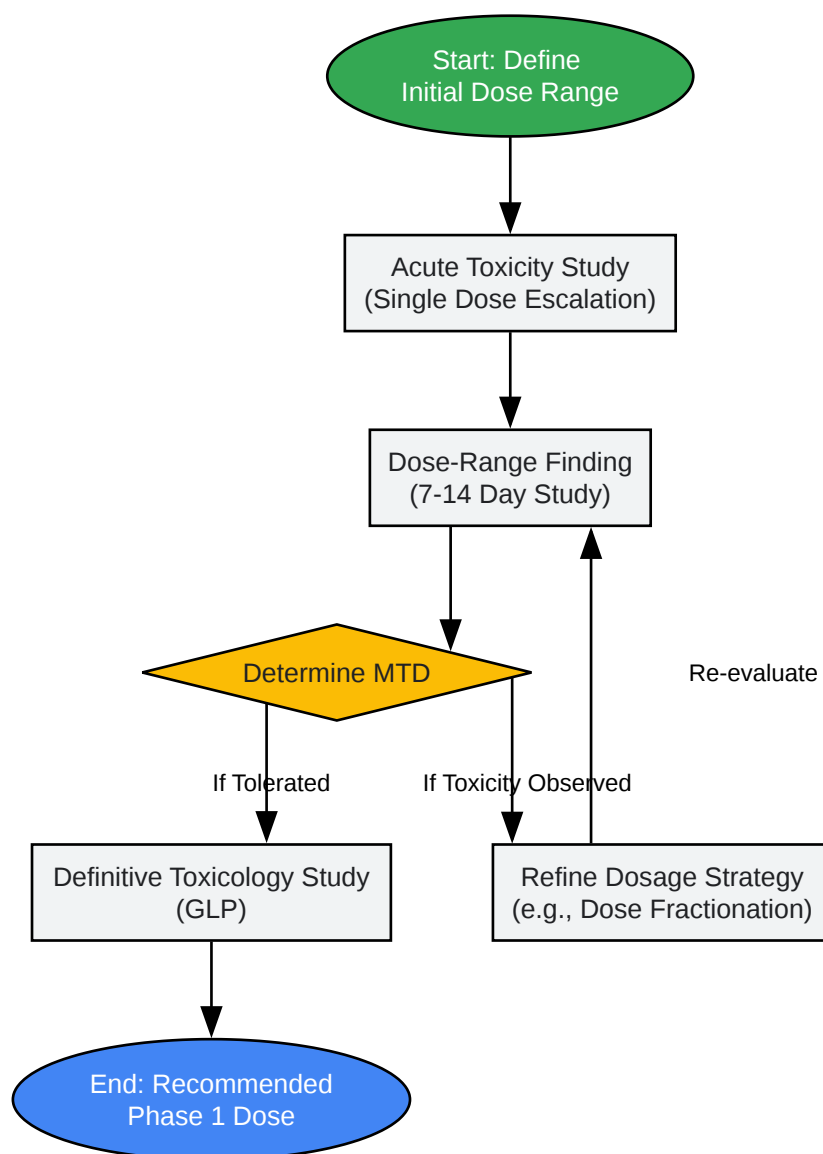 Start: Define
Initial Dose Range
Acute Toxicity Study
(Single Dose Escalation)
Dose-Range Finding
(7-14 Day Study)
Determine MTD
Re-evaluate
If Tolerated
If Toxicity Observed
Definitive Toxicology Study
(GLP)
Refine Dosage Strategy
(e.g., Dose Fractionation)
End: Recommended
Phase 1 Dose